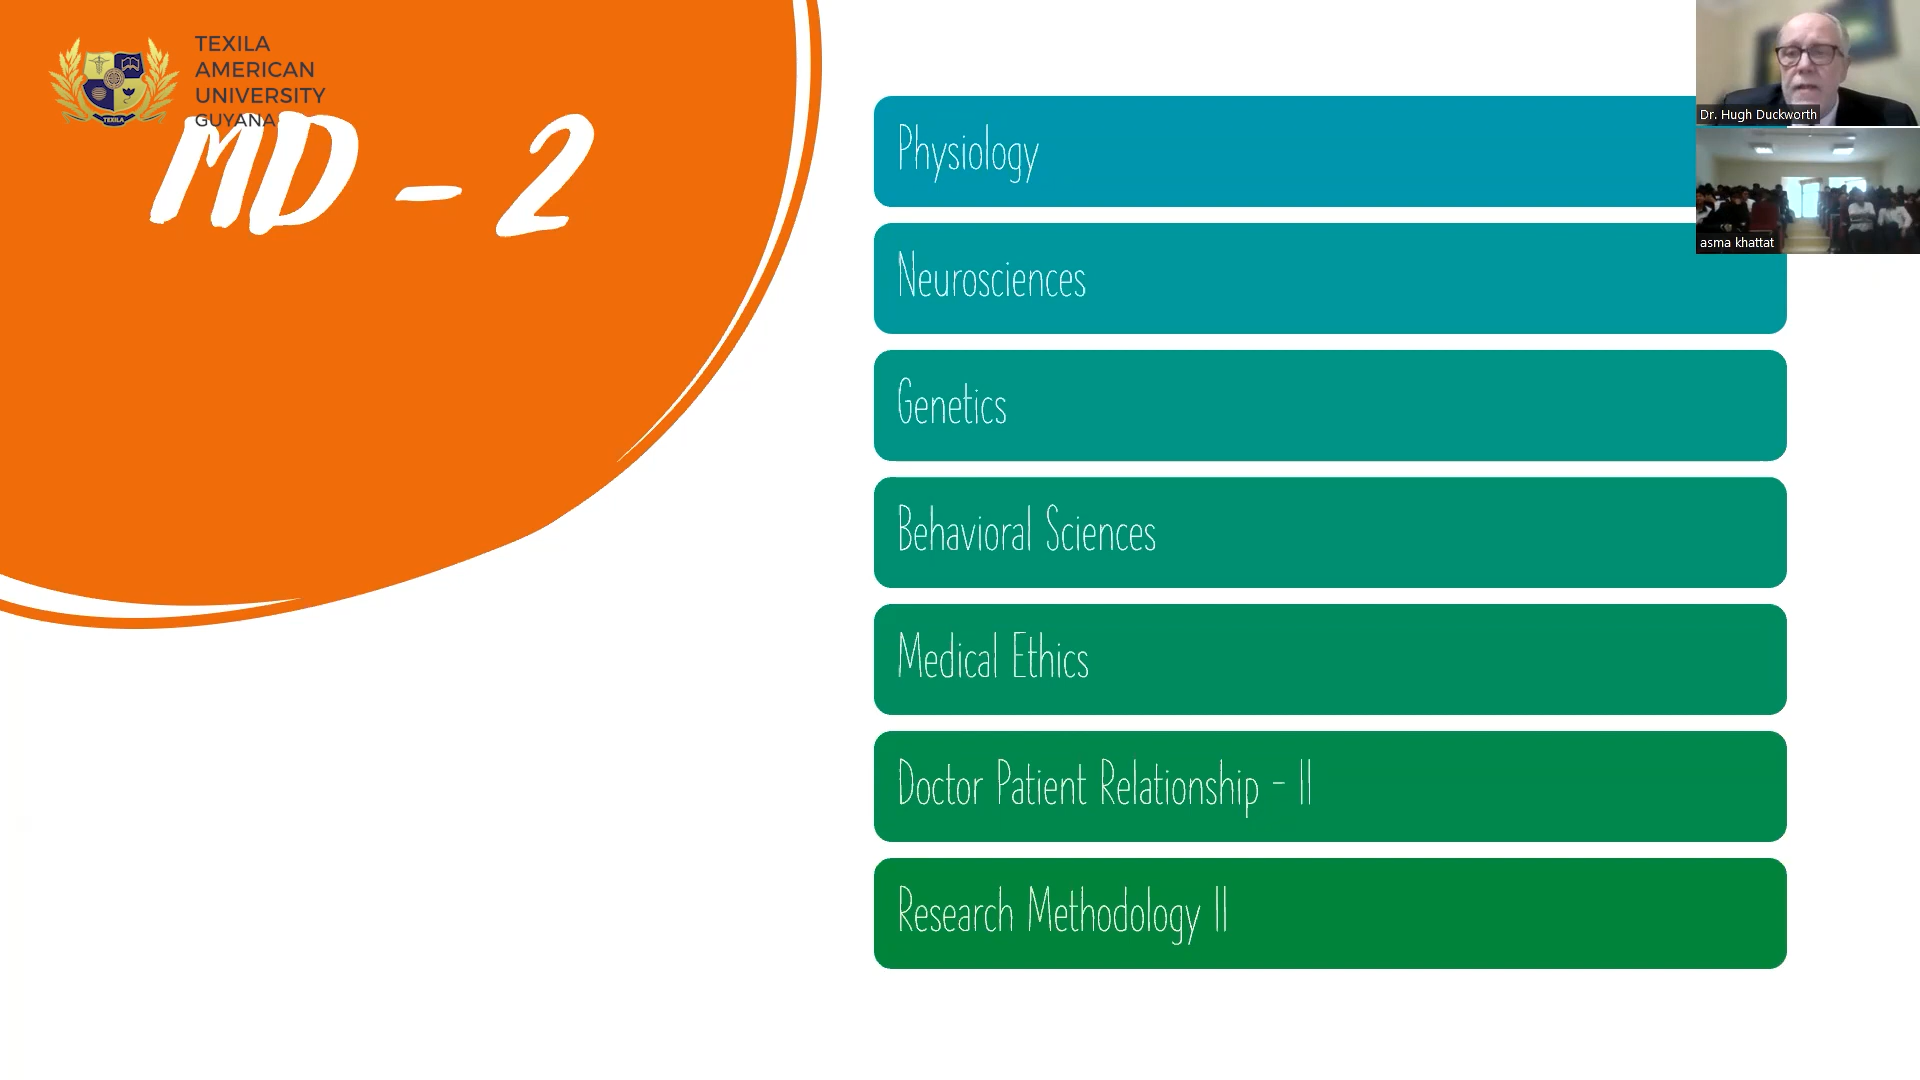 TEXILA
AMERICAN
UNIVERSITY
GUYANA
TEXILA
MD - 2
Physiology
Neurosciences
Genetics
Behavioral Sciences
Medical Ethics
Doctor Patient Relationship - II
Research Methodology II
Dr. Hugh Duckworth
asma khattat